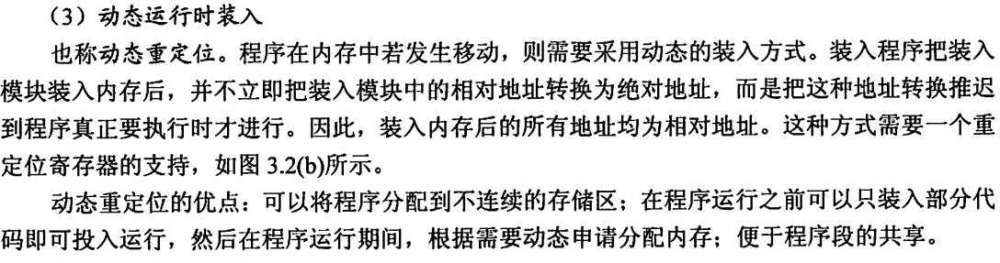 （3）动态运行时装入
也称动态重定位。程序在内存中若发生移动，则需要采用动态的装入方式。装入程序把装入
模块装入内存后，并不立即把装入模块中的相对地址转换为绝对地址，而是把这种地址转换推迟
到程序真正要执行时才进行。因此，装入内存后的所有地址均为相对地址。这种方式需要一个重
定位寄存器的支持，如图 3.2(b)所示。
动态重定位的优点：可以将程序分配到不连续的存储区；在程序运行之前可以只装入部分代
码即可投入运行，然后在程序运行期间，根据需要动态申请分配内存；便于程序段的共享。